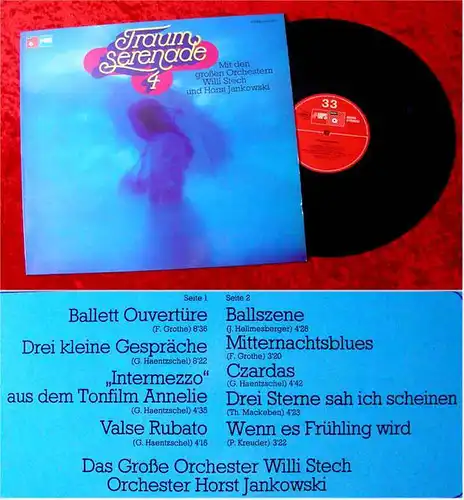 Traum
Serenade
4
Mit den
großen Orchestern
Willi Stech
und Horst Jankowski
33
Seite 1
Ballett Ouvertüre
(F. Grothe) 8'36
Drei kleine Gespräche
(G. Haentzschel) 8'22
„Intermezzo“
aus dem Tonfilm Annelie
(G. Haentzschel) 4'35
Valse Rubato
(G. Haentzschel) 4'16
Seite 2
Ballszene
(J. Hellmesberger) 4'26
Mitternachtsblues
(F. Grothe) 3'20
Czardas
(G. Haentzschel) 4'42
Drei Sterne sah ich scheinen
(Th. Mackeben) 4'23
Wenn es Frühling wird
(P. Kreuder) 3'22
Das Große Orchester Willi Stech
Orchester Horst Jankowski